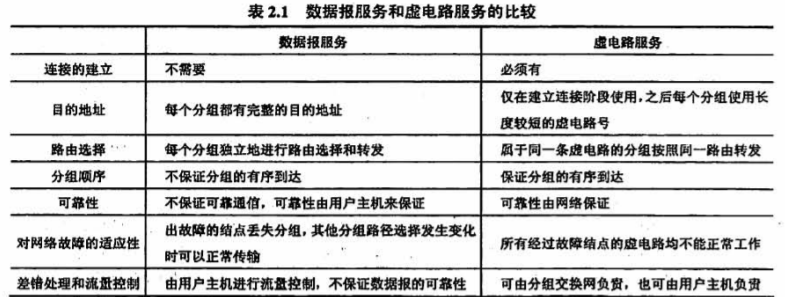 表 2.1 数据报服务和虚电路服务的比较
数据报服务 虚电路服务
连接的建立 不需要 必须有
目的地址 每个分组都有完整的目的地址 仅在建立连接阶段使用，之后每个分组使用长度较短的虚电路号
路由选择 每个分组独立地进行路由选择和转发 属于同一条虚电路的分组按照同一路由转发
分组顺序 不保证分组的有序到达 保证分组的有序到达
可靠性 不保证可靠通信，可靠性由用户主机来保证 可靠性由网络保证
对网络故障的适应性 出故障的结点丢失分组，其他分组路径选择发生变化时可以正常传输 所有经过故障结点的虚电路均不能正常工作
差错处理和流量控制 由用户主机进行流量控制，不保证数据报的可靠性 可由分组交换网负责，也可由用户主机负责